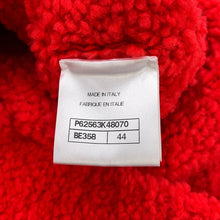 MADE IN ITALY
FABRIQUE EN ITALIE
P62563K48070
BE358 44